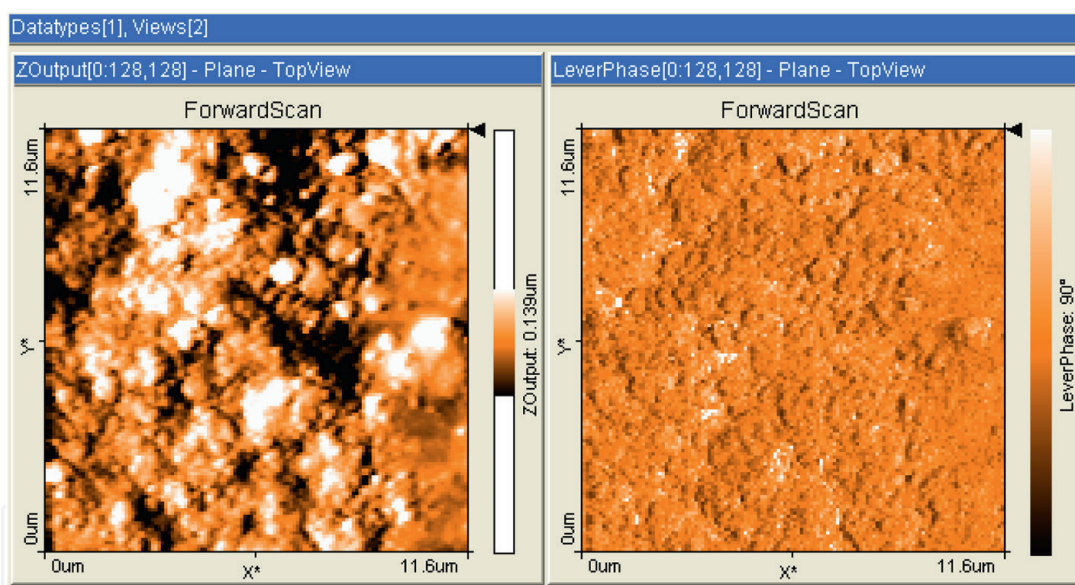 Datatypes[1], Views[2]
ZOutput[0:128,128] - Plane - TopView
ForwardScan
11.6um
Y*
0um
0um
X*
11.6um
ZOutput: 0.139um
LeverPhase[0:128,128] - Plane - TopView
ForwardScan
11.6um
Y*
0um
0um
X*
11.6um
LeverPhase: 90°